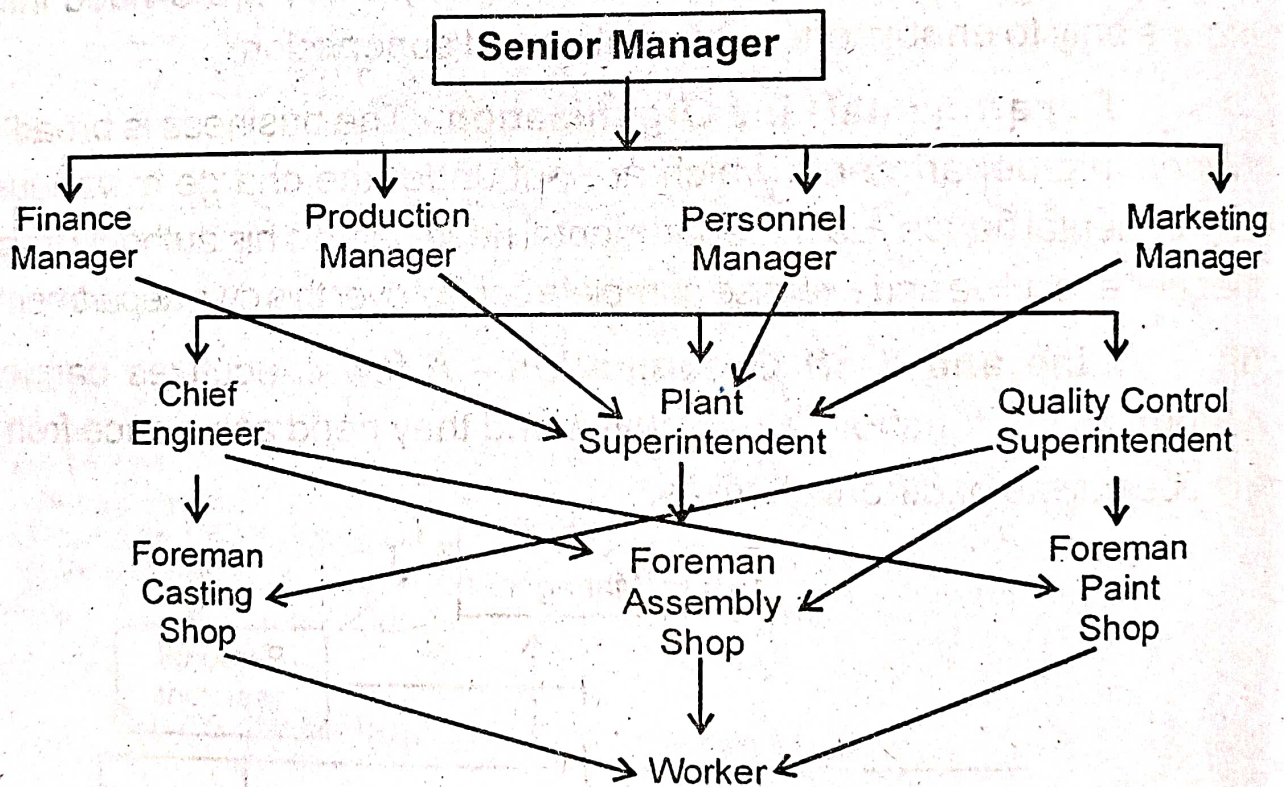 Senior Manager
Finance
Manager
Production
Manager
Personnel
Manager
Marketing
Manager
Chief
Engineer
Plant
Superintendent
Quality Control
Superintendent
Foreman
Casting
Shop
Foreman
Assembly
Shop
Foreman
Paint
Shop
Worker